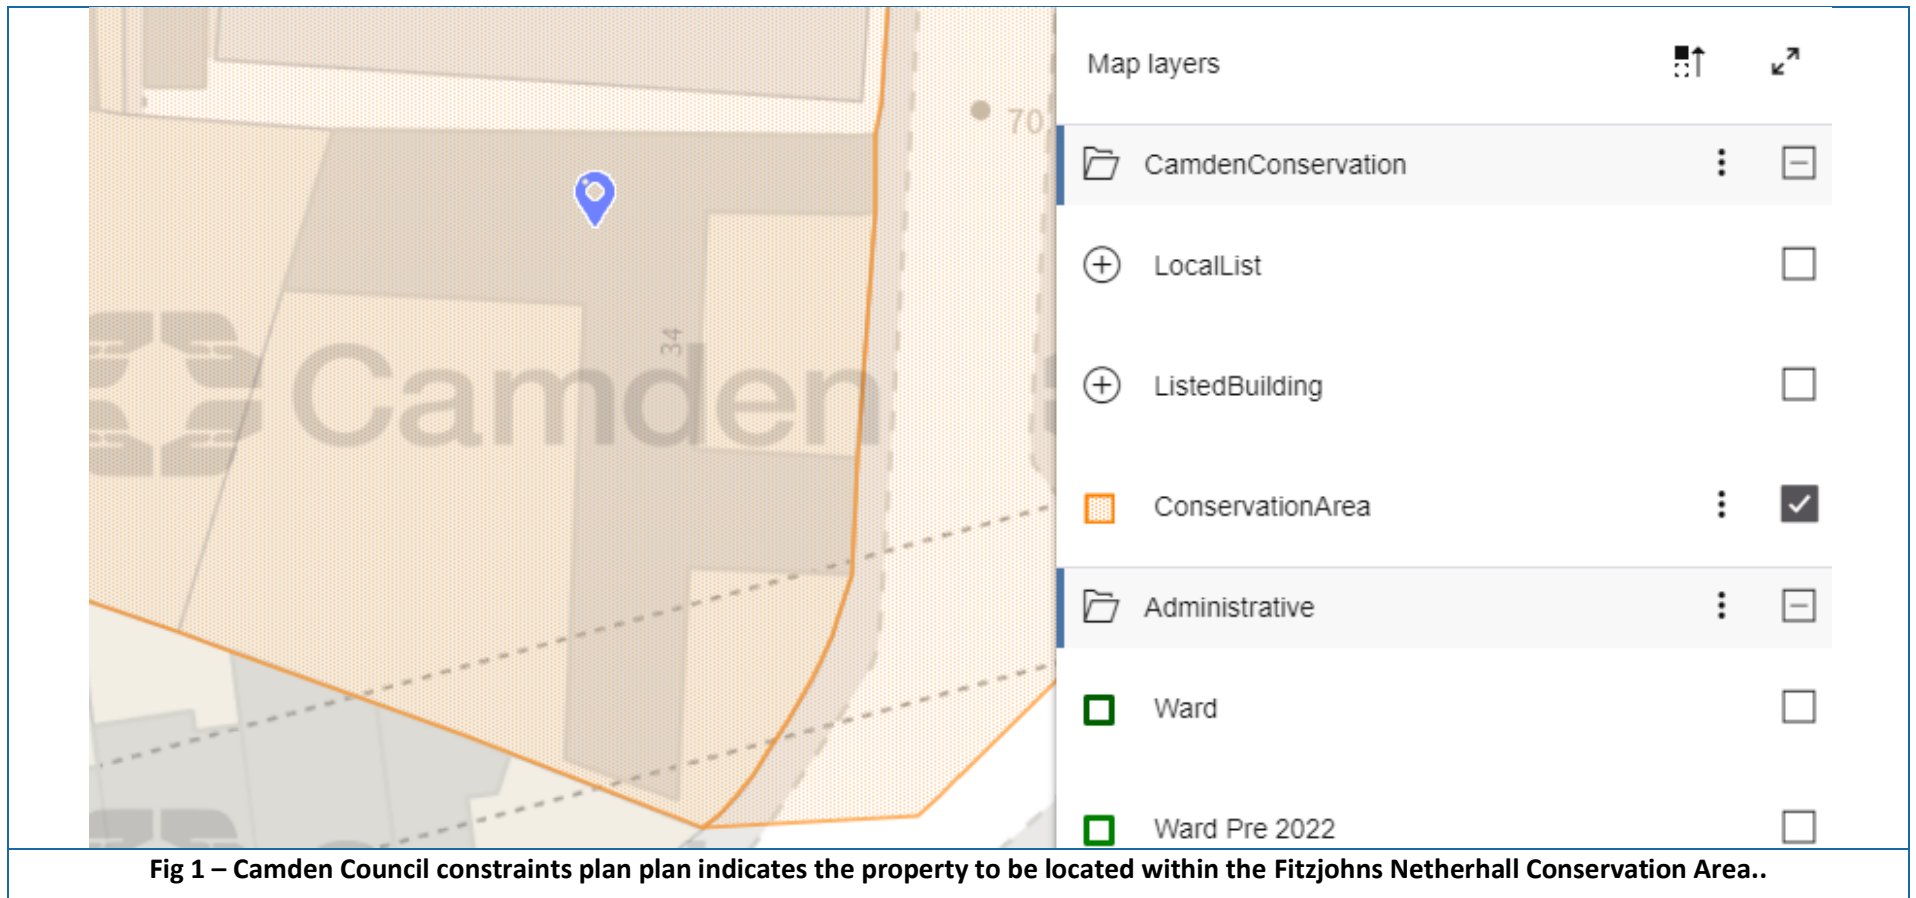 70
34
Camden
Map layers
CamdenConservation
LocalList
ListedBuilding
ConservationArea
Administrative
Ward
Ward Pre 2022
Fig 1 – Camden Council constraints plan plan indicates the property to be located within the Fitzjohns Netherhall Conservation Area..